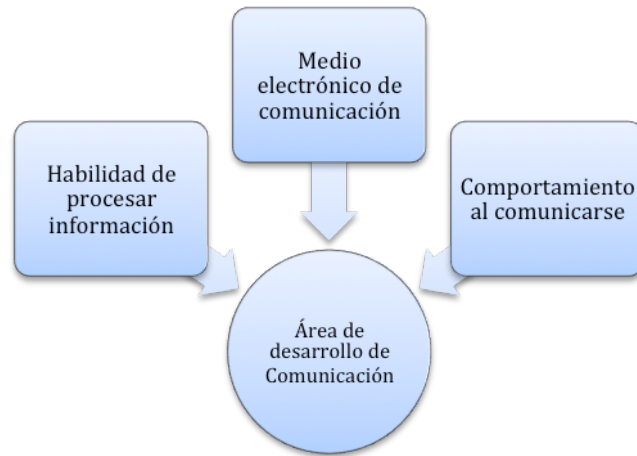 Medio
electrónico de
comunicación
Habilidad de
procesar
información
Comportamiento
al comunicarse
Área de
desarrollo de
Comunicación